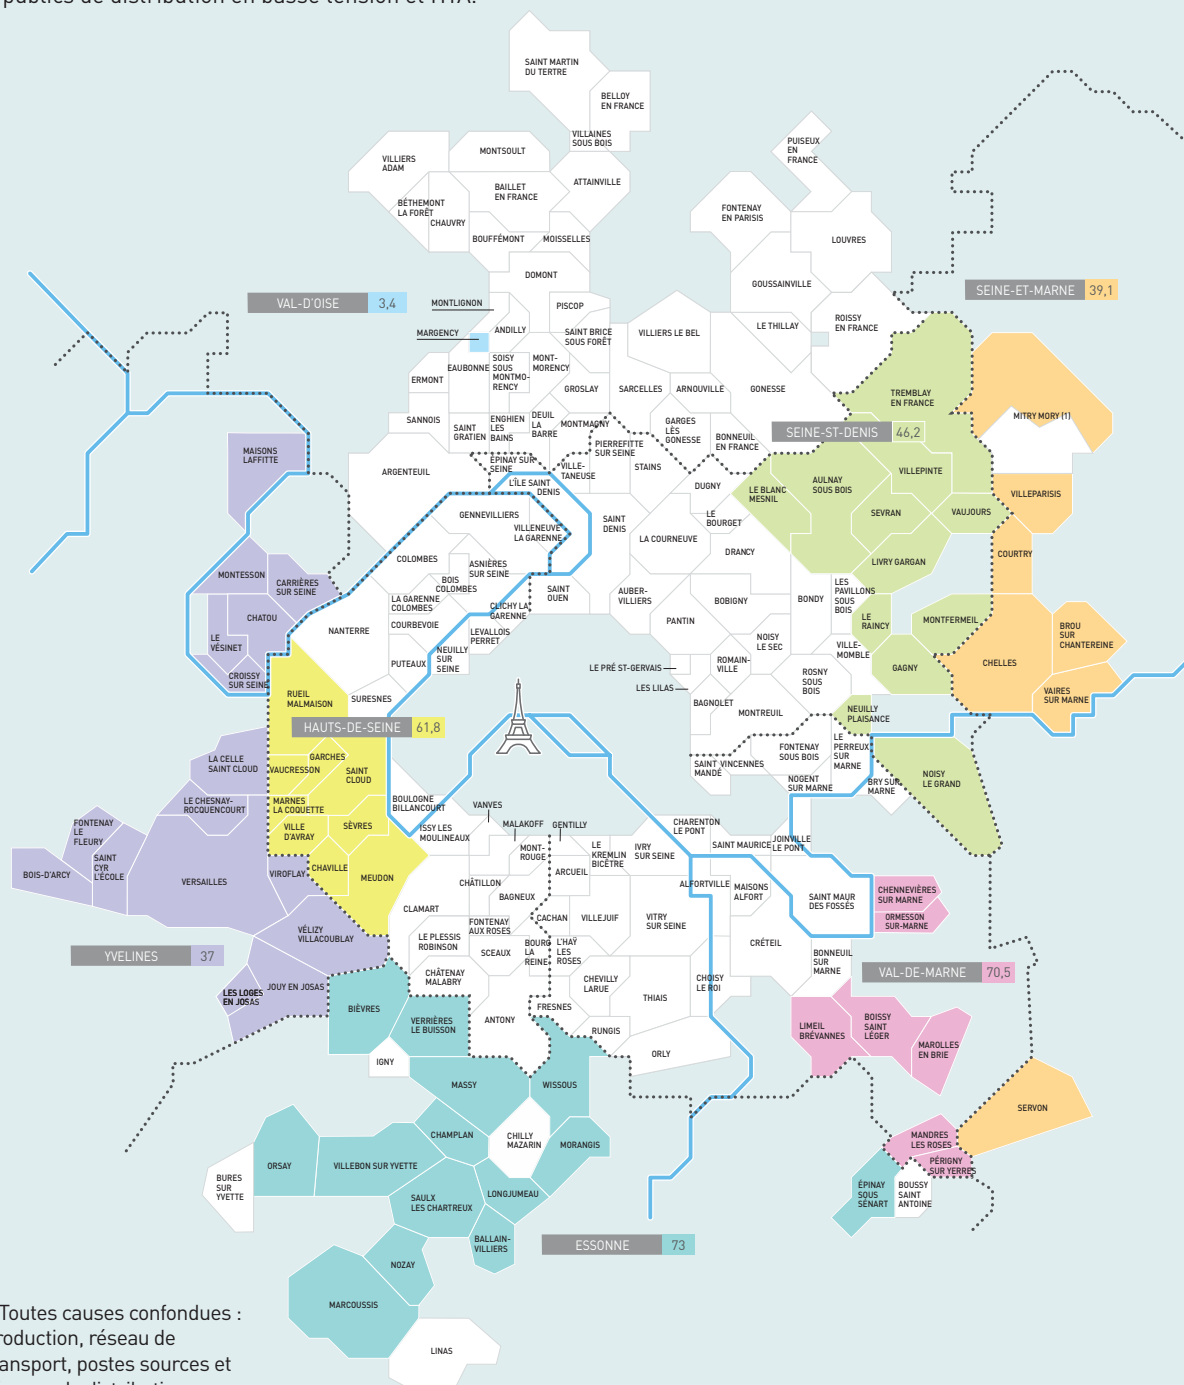 publics de distribution en basse tension et HTA.
SAINT MARTIN
DU TERTRE
BELLOY
EN FRANCE
VILLAINES
SOUS BOIS
VILLIERS
ADAM
MONTSOULT
PUISEUX
EN
FRANCE
BAILLET
EN FRANCE
ATTAINVILLE
BÉTHEMONT
LA FORÊT
CHAUVRY
FONTENAY
EN PARISIS
BOUFFÉMONT
MOISSELLES
LOUVRES
DOMONT
GOUSSAINVILLE
SEINE-ET-MARNE 39,1
VAL-D'OISE 3,4
MONTLIGNON
PISCOP
ANDILLY
SAINT BRICE
SOUS FORÊT
VILLIERS LE BEL
LE THILLAY
ROISSY
EN FRANCE
MARGENCY
EAUBONNE
SOISY
SOUS
MONTMO-
RENCY
MONT-
MORENCY
ERMONT
GROSLAY
SARCELLES
ARNOUVILLE
GONESSE
TREMBLAY
EN FRANCE
MITRY MORY (1)
SANNOIS
SAINT
GRATIEN
ENGHIEN
LES
BAINS
DEUIL
LA
BARRE
MONTMAGNY
GARGES
LÈS
GONESSE
BONNEUIL
EN FRANCE
SEINE-ST-DENIS 46,2
PIERREFITTE
SUR SEINE
MAISONS
LAFFITTE
ARGENTEUIL
ÉPINAY SUR
SEINE
VILLE-
TANEUSE
STAINS
L'ÎLE SAINT
DENIS
DUGNY
LE BLANC
MESNIL
AULNAY
SOUS BOIS
VILLEPINTE
VILLEPARISIS
GENNEVILLIERS
VILLENEUVE
LA GARENNE
SAINT
DENIS
LE
BOURGET
SEVRAN
VAUJOURS
LA COURNEUVE
DRANCY
COLOMBES
ASNIÈRES
SUR SEINE
LIVRY GARGAN
COURTRY
MONTESSON
CARRIÈRES
SUR SEINE
BOIS
COLOMBES
LA GARENNE
COLOMBES
SAINT
OUEN
AUBER-
VILLIERS
BOBIGNY
BONDY
LES
PAVILLONS
SOUS
BOIS
CLICHY LA
GARENNE
CHATOU
NANTERRE
COURBEVOIE
LEVALLOIS
PERRET
PANTIN
LE
RAINCY
MONTFERMEIL
BROU
SUR
CHANTEREINE
LE
VÉSINET
NOISY
LE SEC
VILLE-
MOMBLE
NEUILLY
SUR
SEINE
PUTEAUX
LE PRÉ ST-GERVAIS
ROMAIN-
VILLE
GAGNY
CHELLES
CROISSY
SUR SEINE
LES LILAS
ROSNY
SOUS
BOIS
VAIRES
SUR MARNE
RUEIL
MALMAISON
SURESNES
BAGNOLET
MONTREUIL
NEUILLY
PLAISANCE
HAUTS-DE-SEINE 61,8
LA CELLE
SAINT CLOUD
GARCHES
VAUCRESSON
SAINT
CLOUD
SAINT
MANDÉ
VINCENNES
FONTENAY
SOUS BOIS
LE
PERREUX
SUR
MARNE
NOISY
LE GRAND
NOGENT
SUR MARNE
BRY SUR
MARNE
LE CHESNAY-
ROCQUENCOURT
MARNES
LA COQUETTE
BOULOGNE
BILLANCOURT
VANVES
MALAKOFF
GENTILLY
CHARENTON
LE PONT
FONTENAY
LE
FLEURY
VILLE
D'AVRAY
SÈVRES
ISSY LES
MOULINEAUX
SAINT MAURICE
JOINVILLE
LE PONT
MONT-
ROUGE
LE
KREMLIN
BICÊTRE
IVRY
SUR SEINE
SAINT
CYR
L'ÉCOLE
BOIS-D'ARCY
VERSAILLES
VIROFLAY
CHAVILLE
MEUDON
CHÂTILLON
ARCUEIL
ALFORTVILLE
MAISONS
ALFORT
SAINT MAUR
DES FOSSÉS
CHENNEVIÈRES
SUR MARNE
BAGNEUX
CLAMART
CACHAN
VILLEJUIF
VITRY
SUR SEINE
ORMESSON
SUR-MARNE
VÉLIZY
VILLACOUBLAY
LE PLESSIS
ROBINSON
FONTENAY
AUX ROSES
SCEAUX
BOURG
LA
REINE
L'HAŸ
LES
ROSES
CRÉTEIL
BONNEUIL
SUR
MARNE
YVELINES 37
VAL-DE-MARNE 70,5
CHÂTENAY
MALABRY
CHEVILLY
LARUE
CHOISY
LE ROI
LES LOGES
EN JOSAS
JOUY EN JOSAS
BIÈVRES
VERRIÈRES
LE BUISSON
ANTONY
FRESNES
THIAIS
RUNGIS
ORLY
LIMEIL
BRÉVANNES
BOISSY
SAINT
LÉGER
MAROLLES
EN BRIE
IGNY
MASSY
WISSOUS
SERVON
CHAMPLAN
CHILLY
MAZARIN
MORANGIS
MANDRES
LES ROSES
ORSAY
VILLEBON SUR YVETTE
PÉRIGNY
SUR YERRES
BURES
SUR
YVETTE
SAULX
LES CHARTREUX
LONGJUMEAU
ÉPINAY
SOUS
SÉNART
BOUSSY
SAINT
ANTOINE
BALLAIN-
VILLIERS
ESSONNE 73
NOZAY
MARCOUSSIS
LINAS
Toutes causes confondues :
roduction, réseau de
ansport, postes sources et